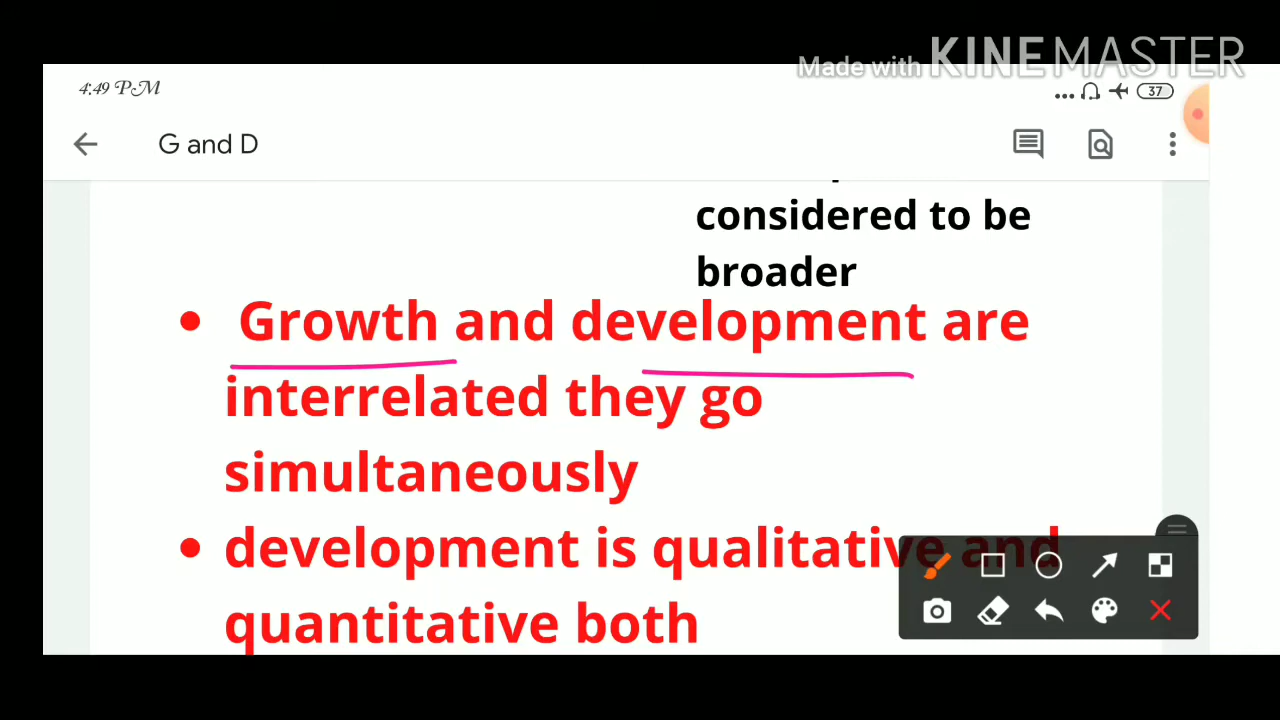 Made with KINEMASTER
4:49 PM
37
G and D
considered to be
broader
• Growth and development are
interrelated they go
simultaneously
• development is qualitative and
quantitative both